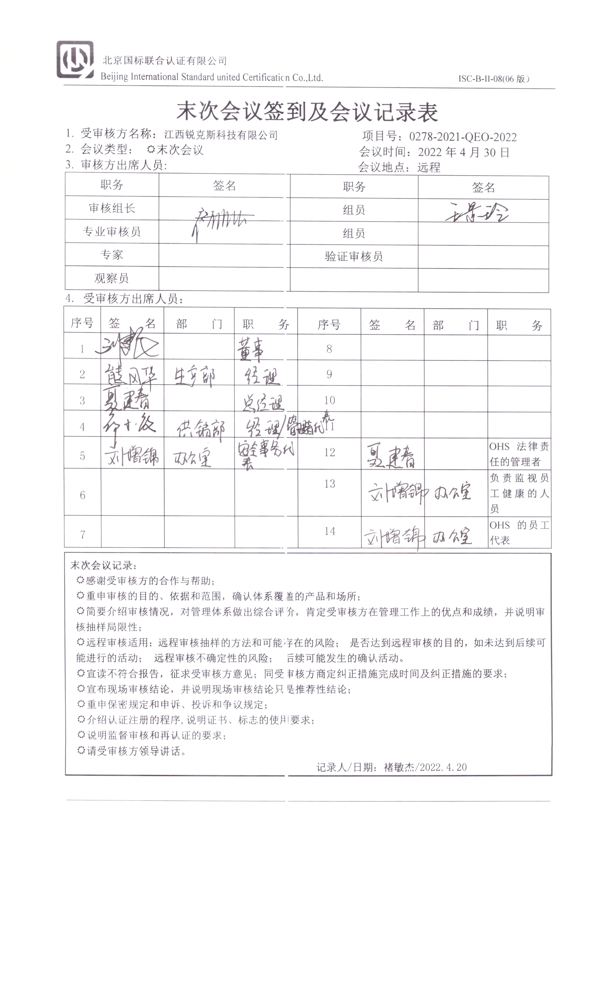 北京国标联合认证有限公司
Beijing International Standard united Certification Co.,Ltd.
ISC-B-II-08(06 版)
末次会议签到及会议记录表
1. 受审核方名称：江西锐克斯科技有限公司 项目号：0278-2021-QEO-2022
2. 会议类型： ✩末次会议 会议时间：2022 年 4 月 30 日
3. 审核方出席人员： 会议地点：远程
职务 签名 职务 签名
审核组长 组员 王景玲
专业审核员 组员
专家 验证审核员
观察员
4. 受审核方出席人员：
序号 签 名 部 门 职 务 序号 签 名 部 门 职 务
1 董事 8
2 熊风华 生产部 经理 9
3 聂建春 总经理 10
4 供销部 经理/管理者代表 11
5 刘增锦 办公室 安全事务代表 12 聂建春 OHS 法律责任的管理者
6 13 刘增锦 办公室 负责监视员工健康的人员
7 14 刘增锦 办公室 OHS 的员工代表
末次会议记录：
✩感谢受审核方的合作与帮助；
✩重申审核的目的、依据和范围，确认体系覆盖的产品和场所；
✩简要介绍审核情况，对管理体系做出综合评价，肯定受审核方在管理工作上的优点和成绩，并说明审
核抽样局限性；
✩远程审核适用：远程审核抽样的方法和可能存在的风险； 是否达到远程审核的目的，如未达到后续可
能进行的活动； 远程审核不确定性的风险； 后续可能发生的确认活动。
✩宣读不符合报告，征求受审核方意见；同受审核方商定纠正措施完成时间及纠正措施的要求；
✩宣布现场审核结论，并说明现场审核结论只是推荐性结论；
✩重申保密规定和申诉、投诉和争议规定；
✩介绍认证注册的程序,说明证书、标志的使用要求；
✩说明监督审核和再认证的要求；
✩请受审核方领导讲话。
记录人/日期：褚敏杰/2022.4.20